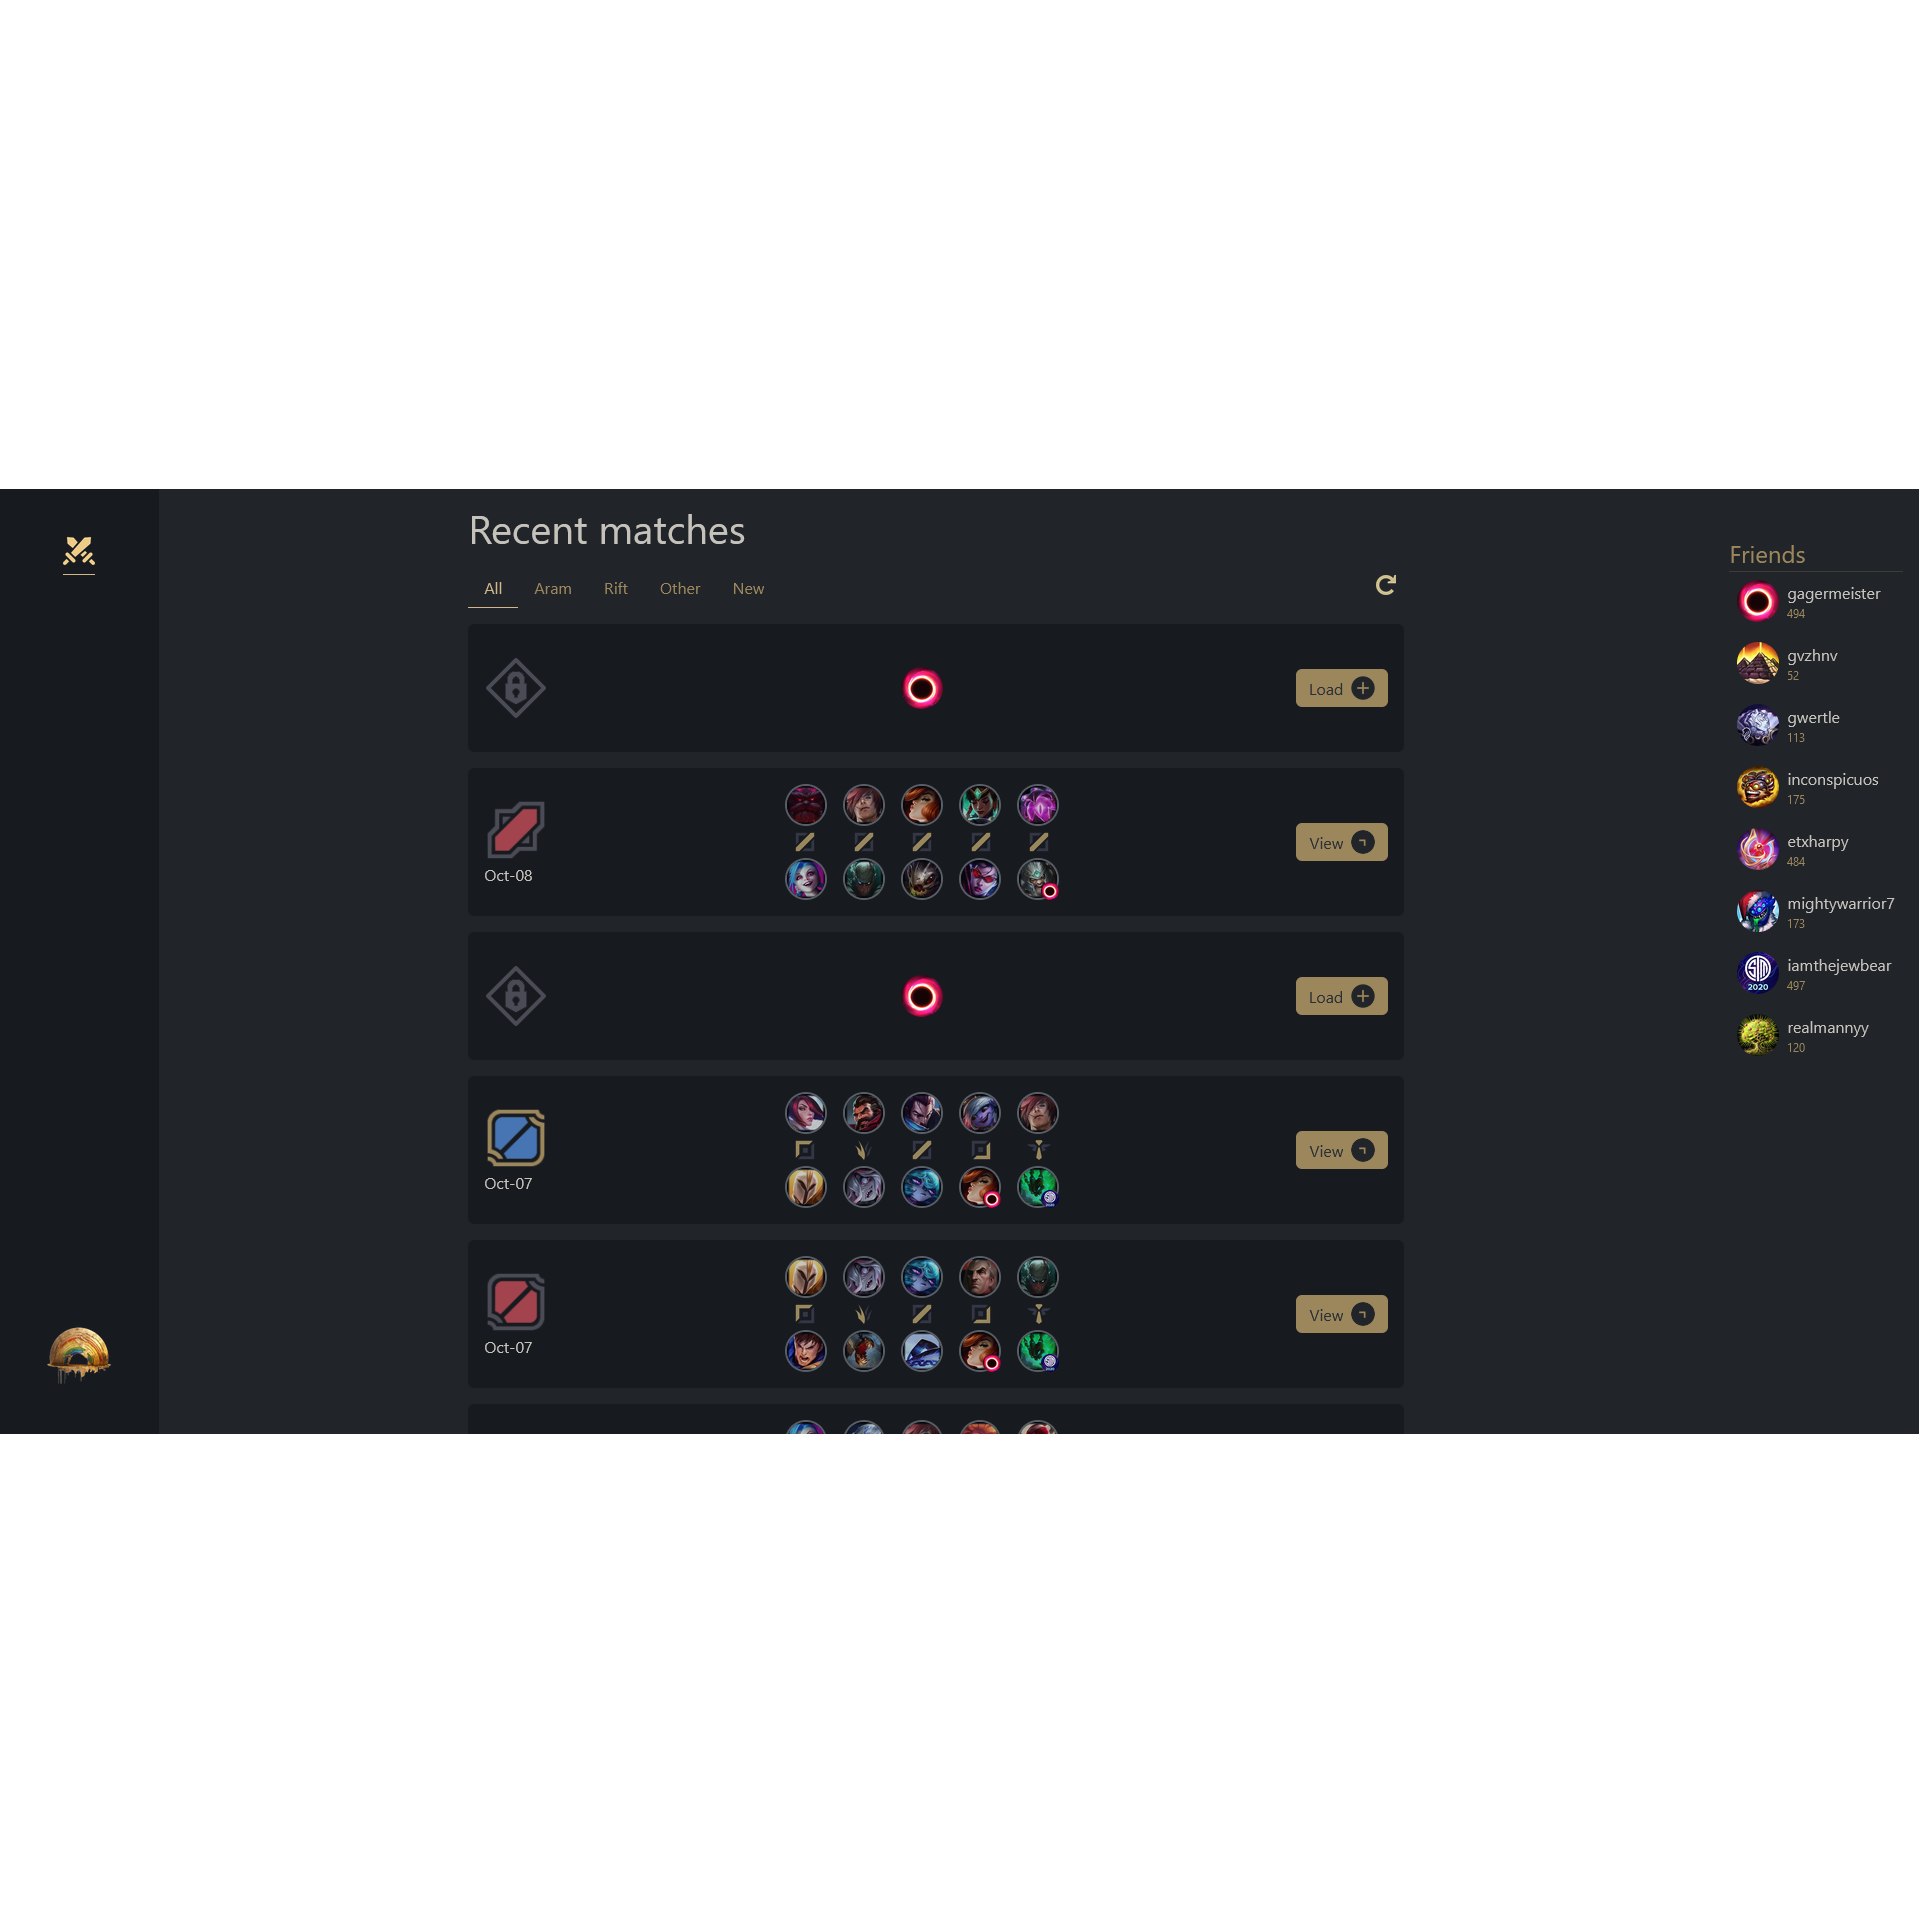 Recent matches
All Aram Rift Other New
Load
Oct-08
View
Load
Oct-07
View
Oct-07
View
Friends
gagermeister
494
gvzhnv
52
gwertle
113
inconspicuos
175
etxharpy
484
mightywarrior7
173
2020
iamthejewbear
497
realmannyy
120